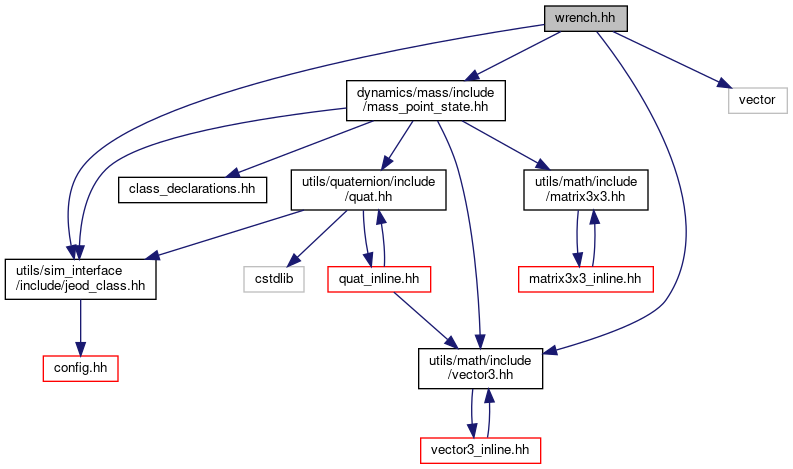 wrench.hh
dynamics/mass/include
/mass_point_state.hh
vector
class_declarations.hh
utils/quaternion/include
/quat.hh
utils/math/include
/matrix3x3.hh
utils/sim_interface
/include/jeod_class.hh
cstdlib
quat_inline.hh
matrix3x3_inline.hh
config.hh
utils/math/include
/vector3.hh
vector3_inline.hh